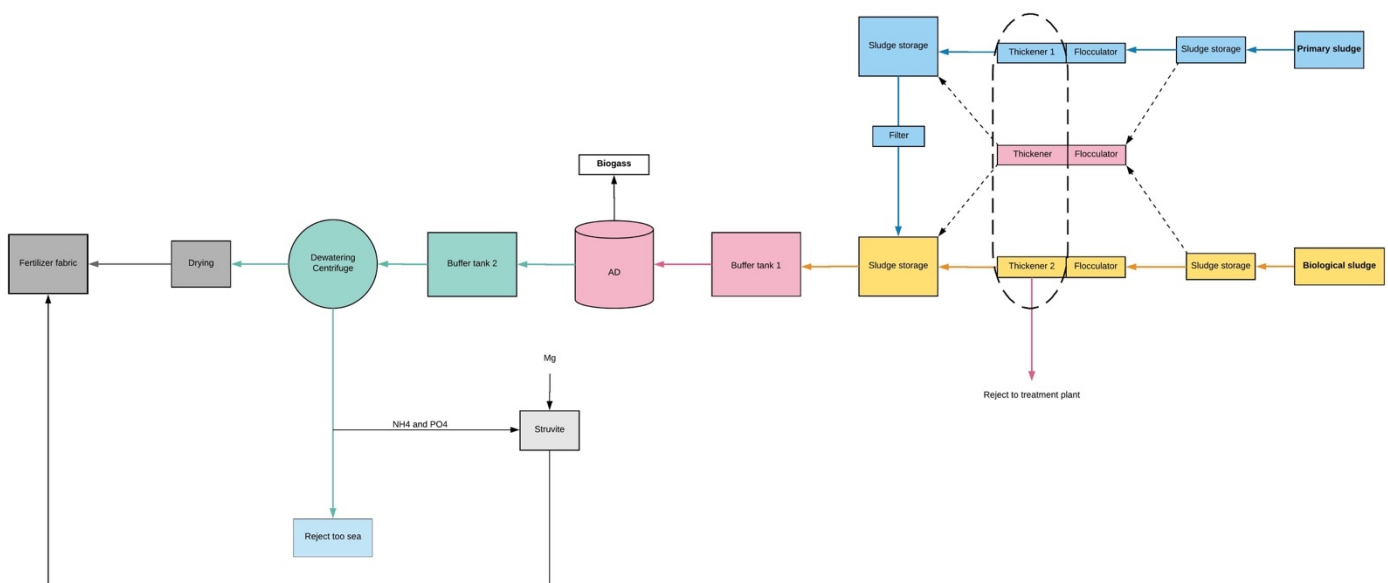 Sludge storage
Thickener 1
Flocculator
Sludge storage
Primary sludge
Filter
Thickener
Flocculator
Biogass
Fertilizer fabric
Drying
Dewatering
Centrifuge
Buffer tank 2
AD
Buffer tank 1
Sludge storage
Thickener 2
Flocculator
Sludge storage
Biological sludge
Mg
Reject to treatment plant
NH4 and PO4
Struvite
Reject too sea